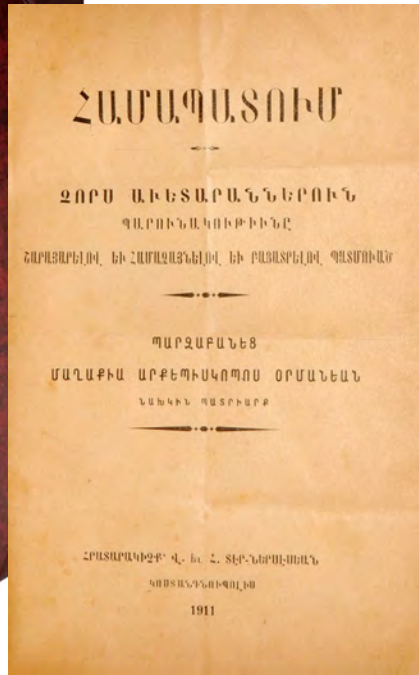 ՀԱՄԱՊԱՏՈՒՄ
ՉՈՐՍ ԱՒԵՏԱՐԱՆՆԵՐՈՒՆ
ՊԱՐՈՒՆԱԿՈՒԹԻՒՆԸ
ՇԱՐԱՅԱՐԵԼՈՎ, ԵՒ ՀԱՄԱՁԱՅՆԵԼՈՎ, ԵՒ ԲԱՑԱՏՐԵԼՈՎ, ՊԱՏՄՈՒԱԾ
ՊԱՐԶԱԲԱՆԵՑ
ՄԱՂԱՔԻԱ ԱՐՔԵՊԻՍԿՈՊՈՍ ՕՐՄԱՆԵԱՆ
ՆԱԽԿԻՆ ՊԱՏՐԻԱՐՔ
ՀՐԱՏԱՐԱԿԻՉՔ՝ Վ. եւ Հ. ՏԷՐ-ՆԵՐՍԷՍԵԱՆ
ԿՈՍՏԱՆԴՆՈՒՊՈԼԻՍ
1911